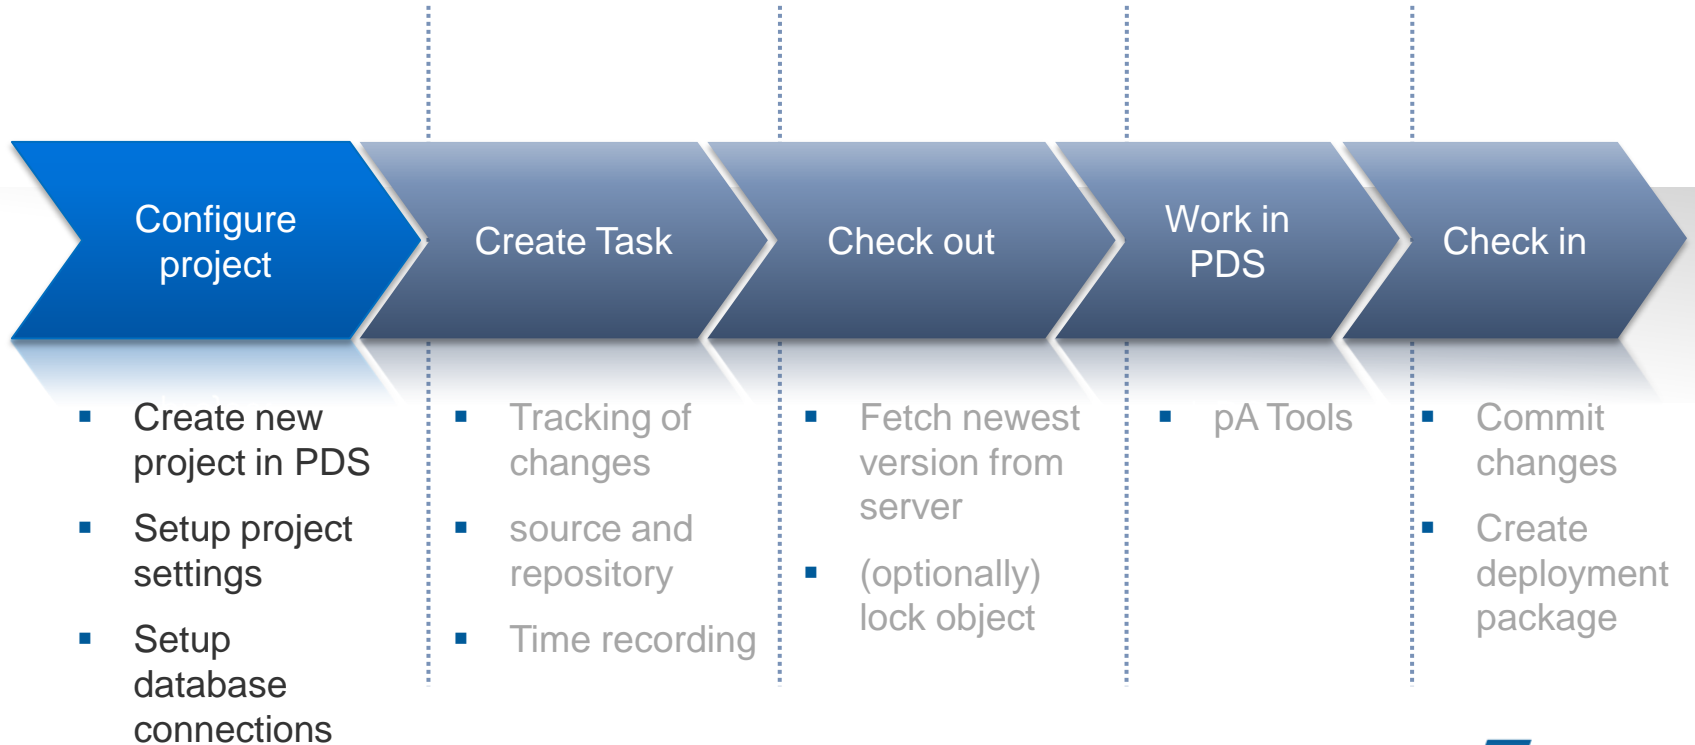 Configure
project
Create Task
Check out
Work in
PDS
Check in
Create new
project in PDS
Setup project
settings
Setup
database
connections
Tracking of
changes
source and
repository
Time recording
Fetch newest
version from
server
(optionally)
lock object
pA Tools
Commit
changes
Create
deployment
package